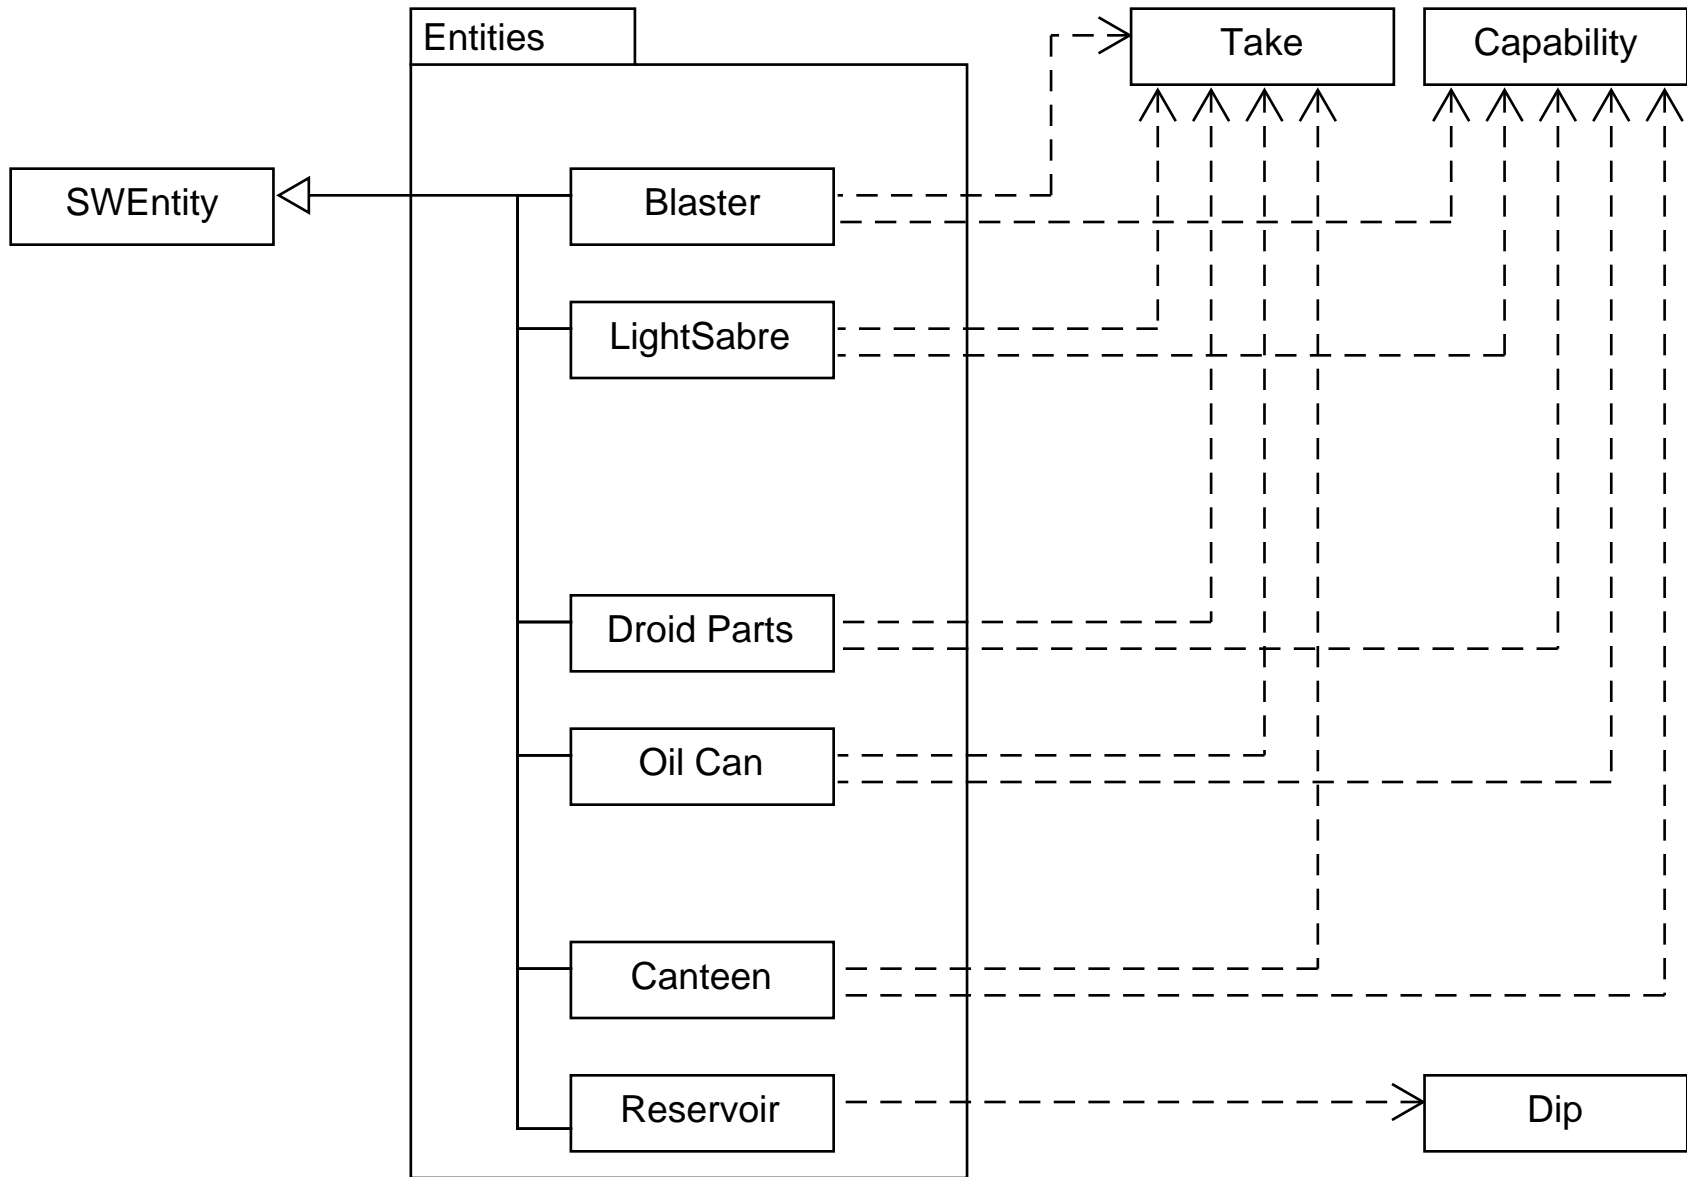 Entities
Take
Capability
SWEntity
Blaster
LightSabre
Droid Parts
Oil Can
Canteen
Reservoir
Dip